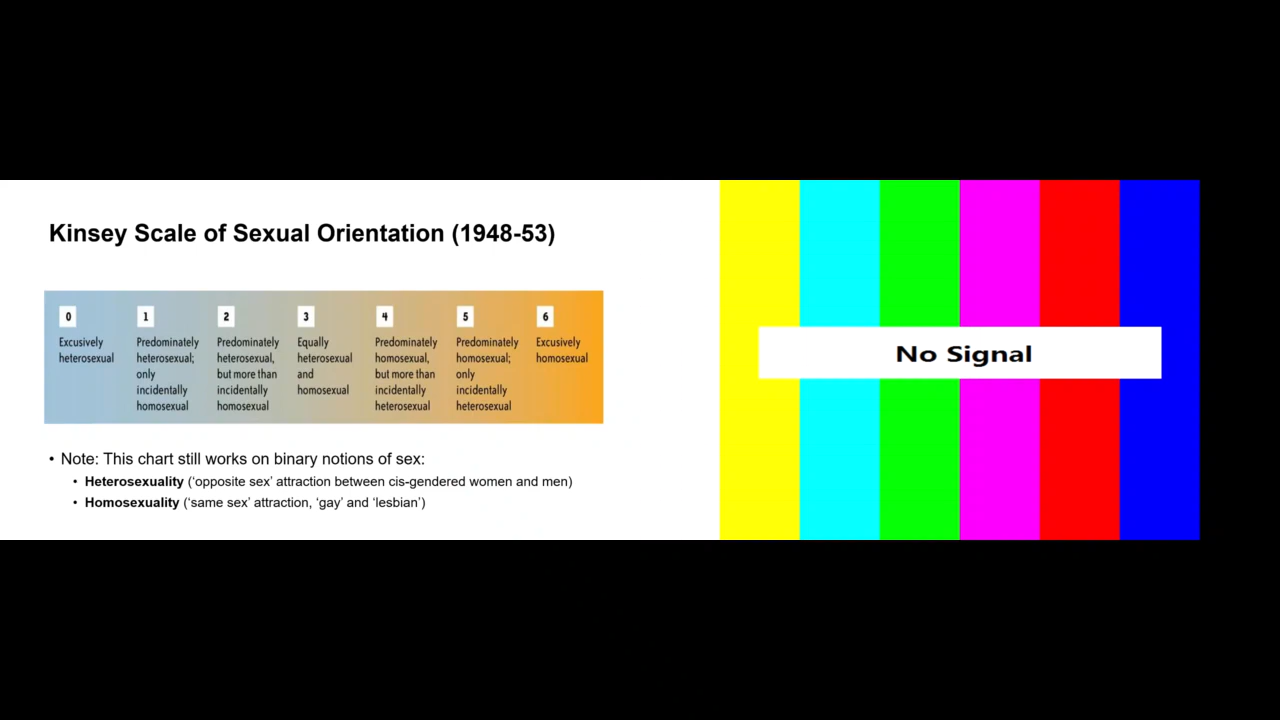 Kinsey Scale of Sexual Orientation (1948-53)
0
Excusively
heterosexual
1
Predominately
heterosexual;
only
incidentally
homosexual
2
Predominately
heterosexual,
but more than
incidentally
homosexual
3
Equally
heterosexual
and
homosexual
4
Predominately
homosexual,
but more than
incidentally
heterosexual
5
Predominately
homosexual;
only
incidentally
heterosexual
6
Excusively
homosexual
• Note: This chart still works on binary notions of sex:
• Heterosexuality (‘opposite sex’ attraction between cis-gendered women and men)
• Homosexuality (‘same sex’ attraction, ‘gay’ and ‘lesbian’)
No Signal